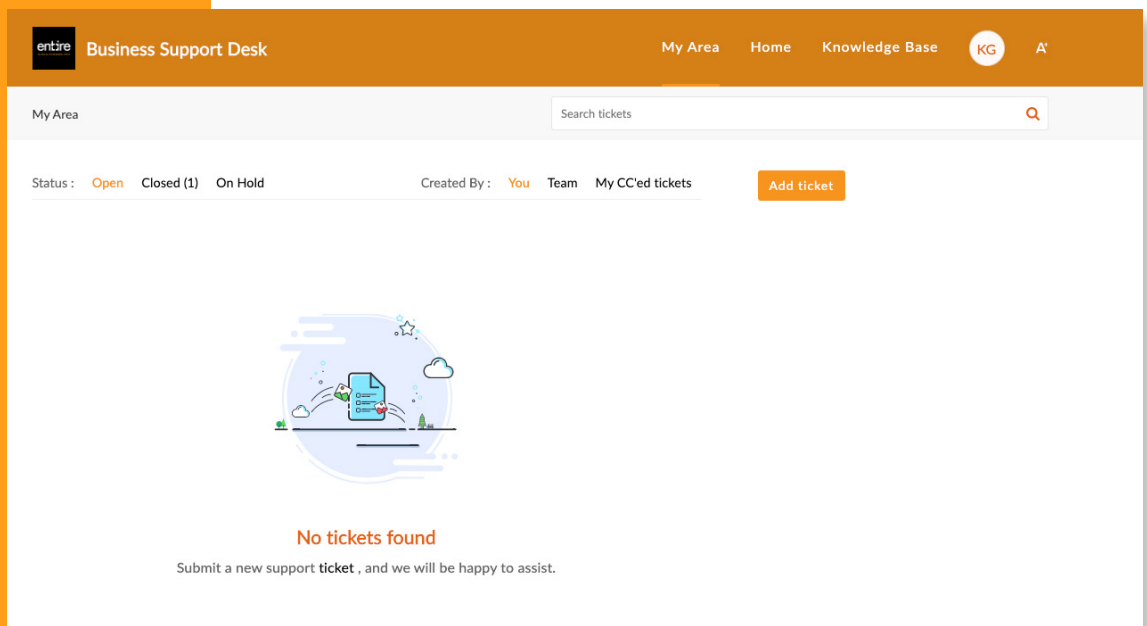 entire
Business Support Desk
My Area Home Knowledge Base KG A+
My Area
Search tickets
Status : Open Closed (1) On Hold Created By : You Team My CC'ed tickets Add ticket
No tickets found
Submit a new support ticket , and we will be happy to assist.